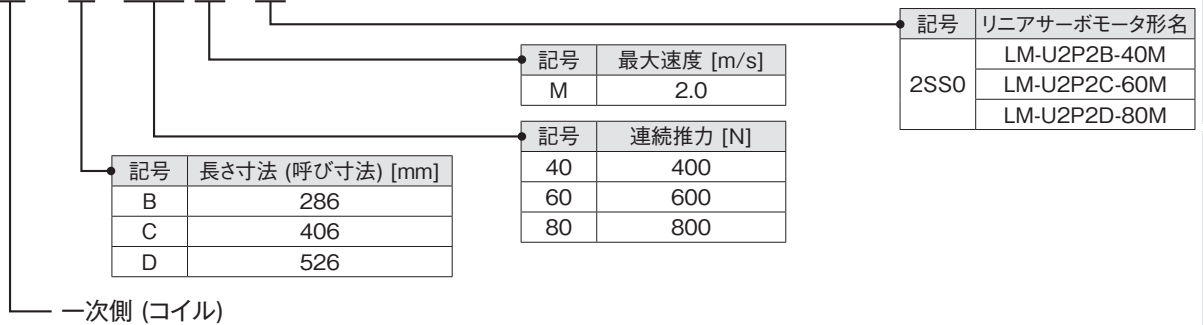 記号 リニアサーボモータ形名
2SS0 LM-U2P2B-40M
LM-U2P2C-60M
LM-U2P2D-80M
記号 最大速度 [m/s]
M 2.0
記号 連続推力 [N]
40 400
60 600
80 800
記号 長さ寸法 (呼び寸法) [mm]
B 286
C 406
D 526
一次側 (コイル)